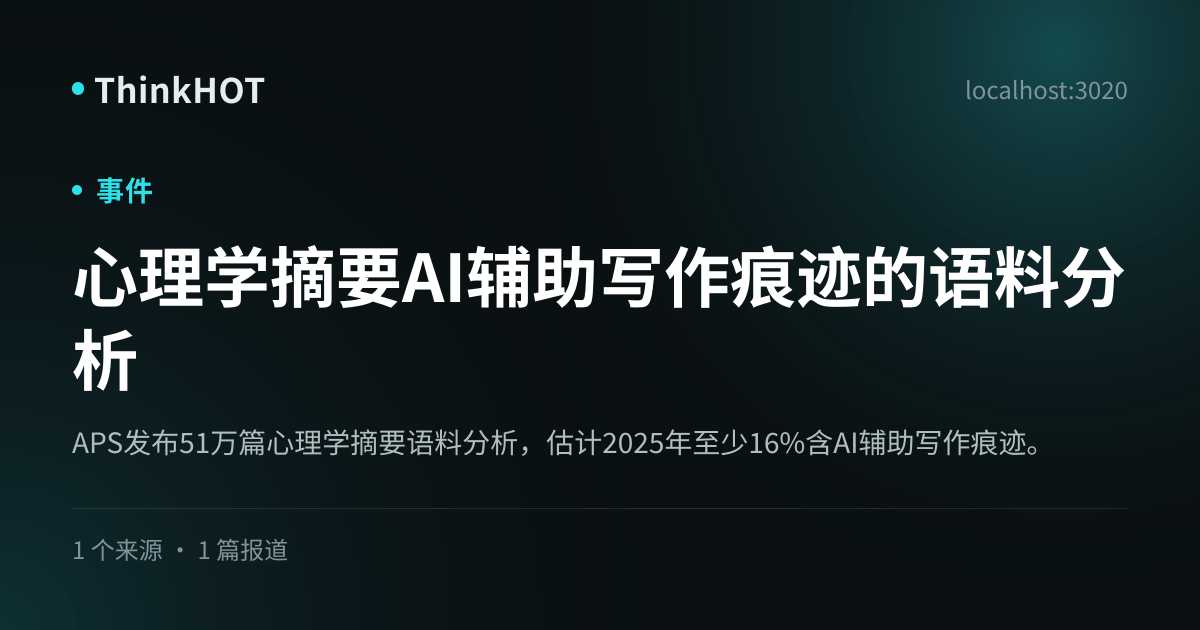 ThinkHOT
localhost:3020
事件
心理学摘要AI辅助写作痕迹的语料分
析
APS发布51万篇心理学摘要语料分析，估计2025年至少16%含AI辅助写作痕迹。
1 个来源 · 1 篇报道